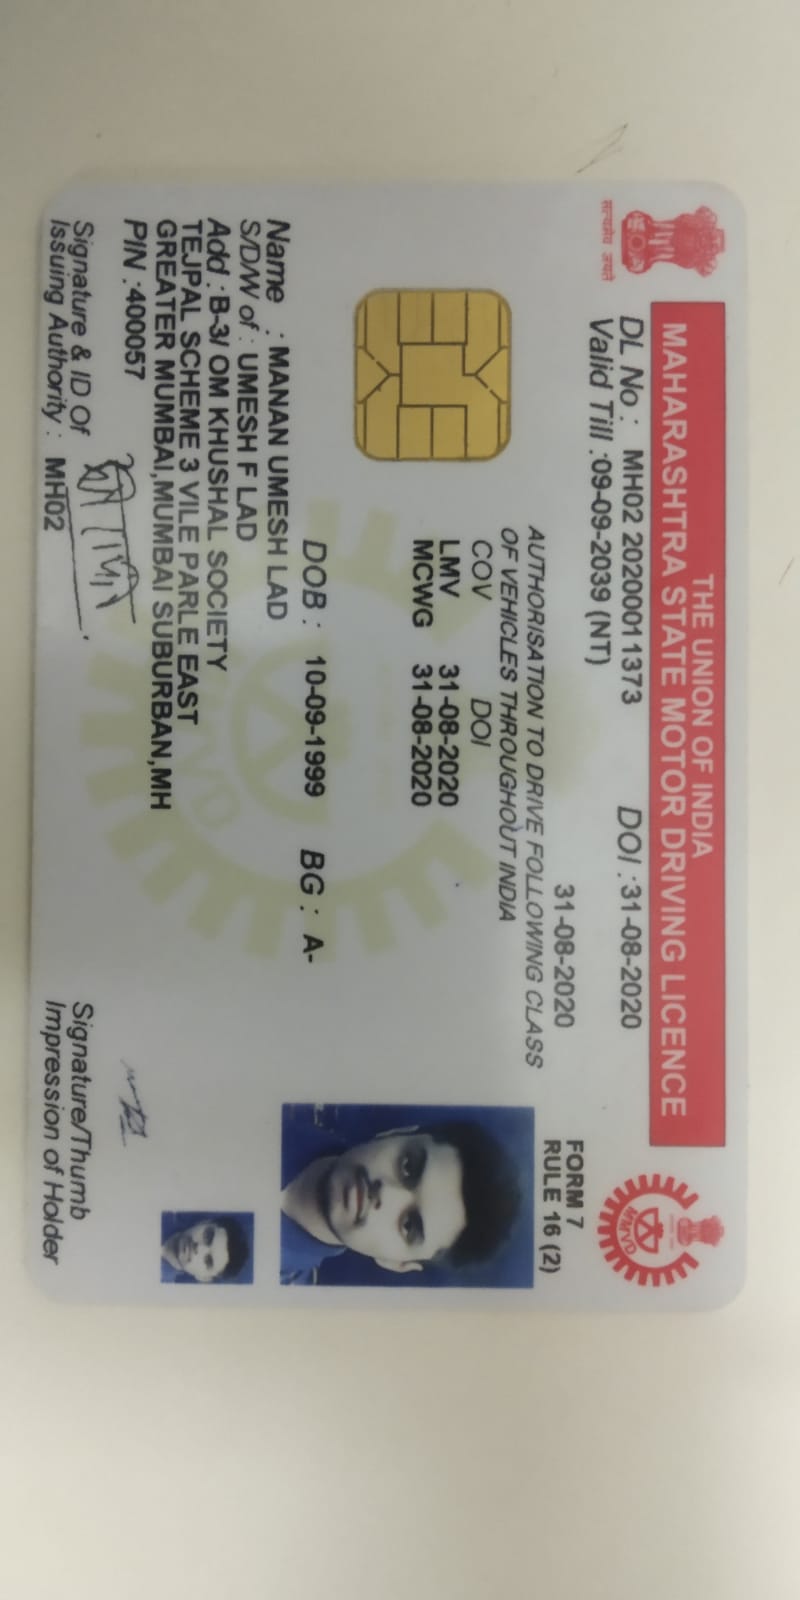 THE UNION OF INDIA
MAHARASHTRA STATE MOTOR DRIVING LICENCE
सत्यमेव जयते
DL No : MH02 20200011373 DOI :31-08-2020
Valid Till :09-09-2039 (NT)
31-08-2020
FORM 7
RULE 16 (2)
AUTHORISATION TO DRIVE FOLLOWING CLASS
OF VEHICLES THROUGHOUT INDIA
COV DOI
LMV 31-08-2020
MCWG 31-08-2020
DOB : 10-09-1999 BG : A-
Name : MANAN UMESH LAD
S/D/W of : UMESH F LAD
Add : B-3/ OM KHUSHAL SOCIETY
TEJPAL SCHEME 3 VILE PARLE EAST
GREATER MUMBAI,MUMBAI SUBURBAN,MH
PIN :400057
Signature & ID Of
Issuing Authority : MH02
Signature/Thumb
Impression of Holder
MMVD